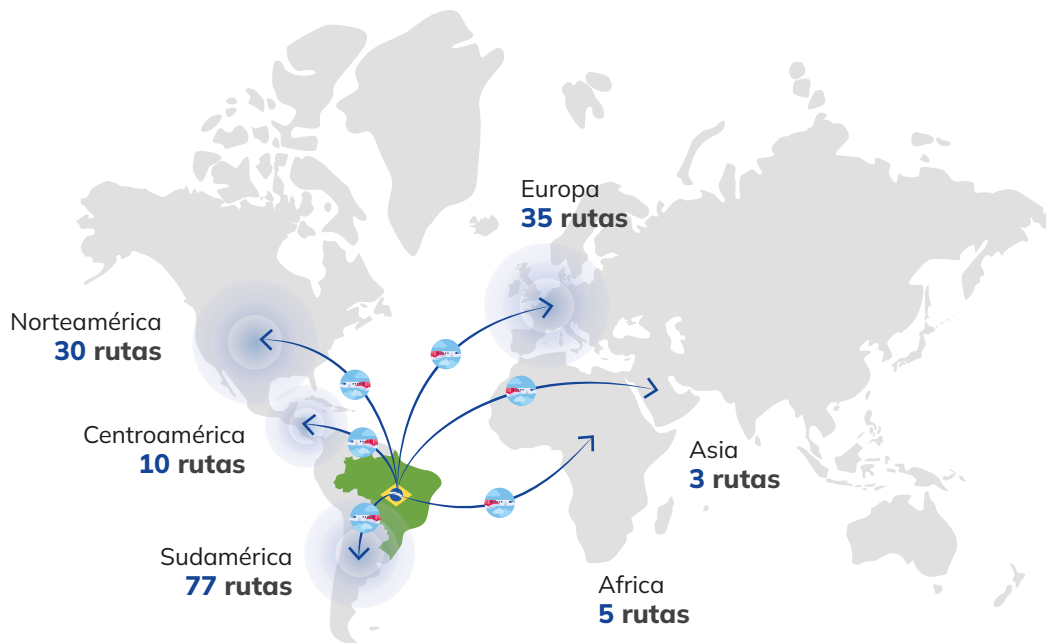 Europa
35 rutas
Norteamérica
30 rutas
Centroamérica
10 rutas
Asia
3 rutas
Sudamérica
77 rutas
Africa
5 rutas